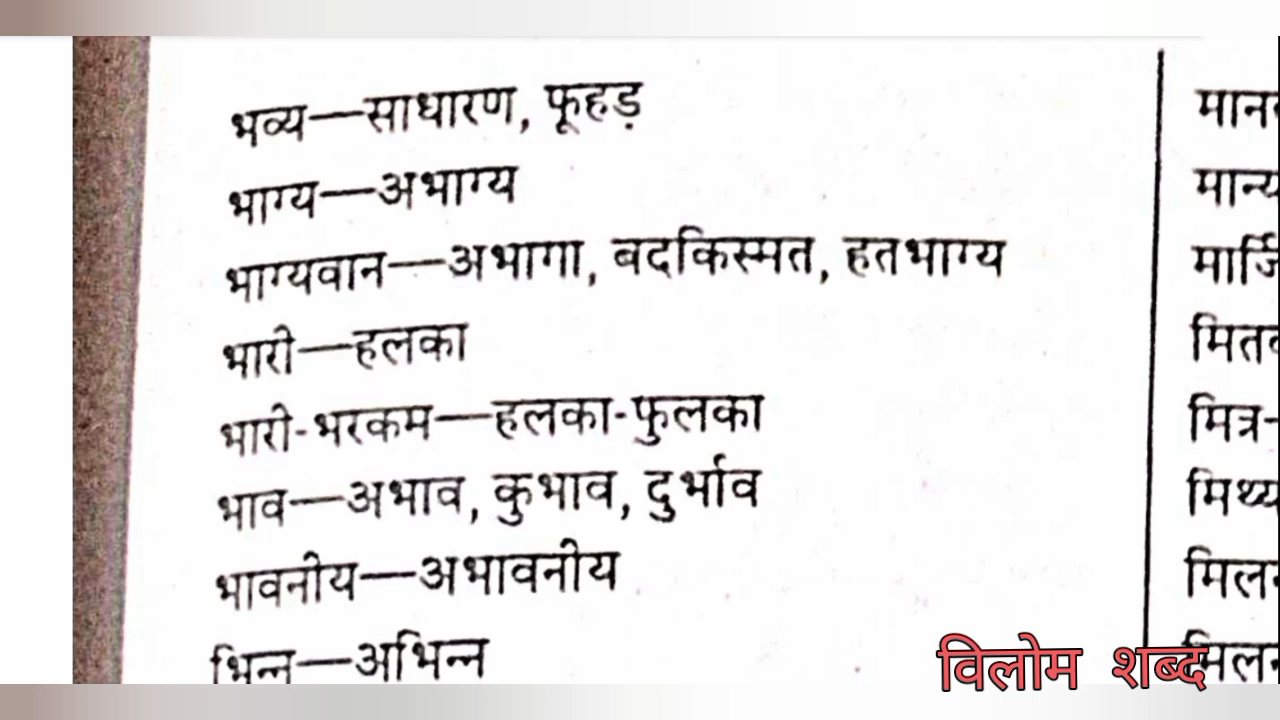 भव्य—साधारण, फूहड़
भाग्य—अभाग्य
भाग्यवान—अभागा, बदकिस्मत, हतभाग्य
भारी—हलका
भारी-भरकम—हलका-फुलका
भाव—अभाव, कुभाव, दुर्भाव
भावनीय—अभावनीय
भिन्न—अभिन्न
मित्र-
विलोम शब्द